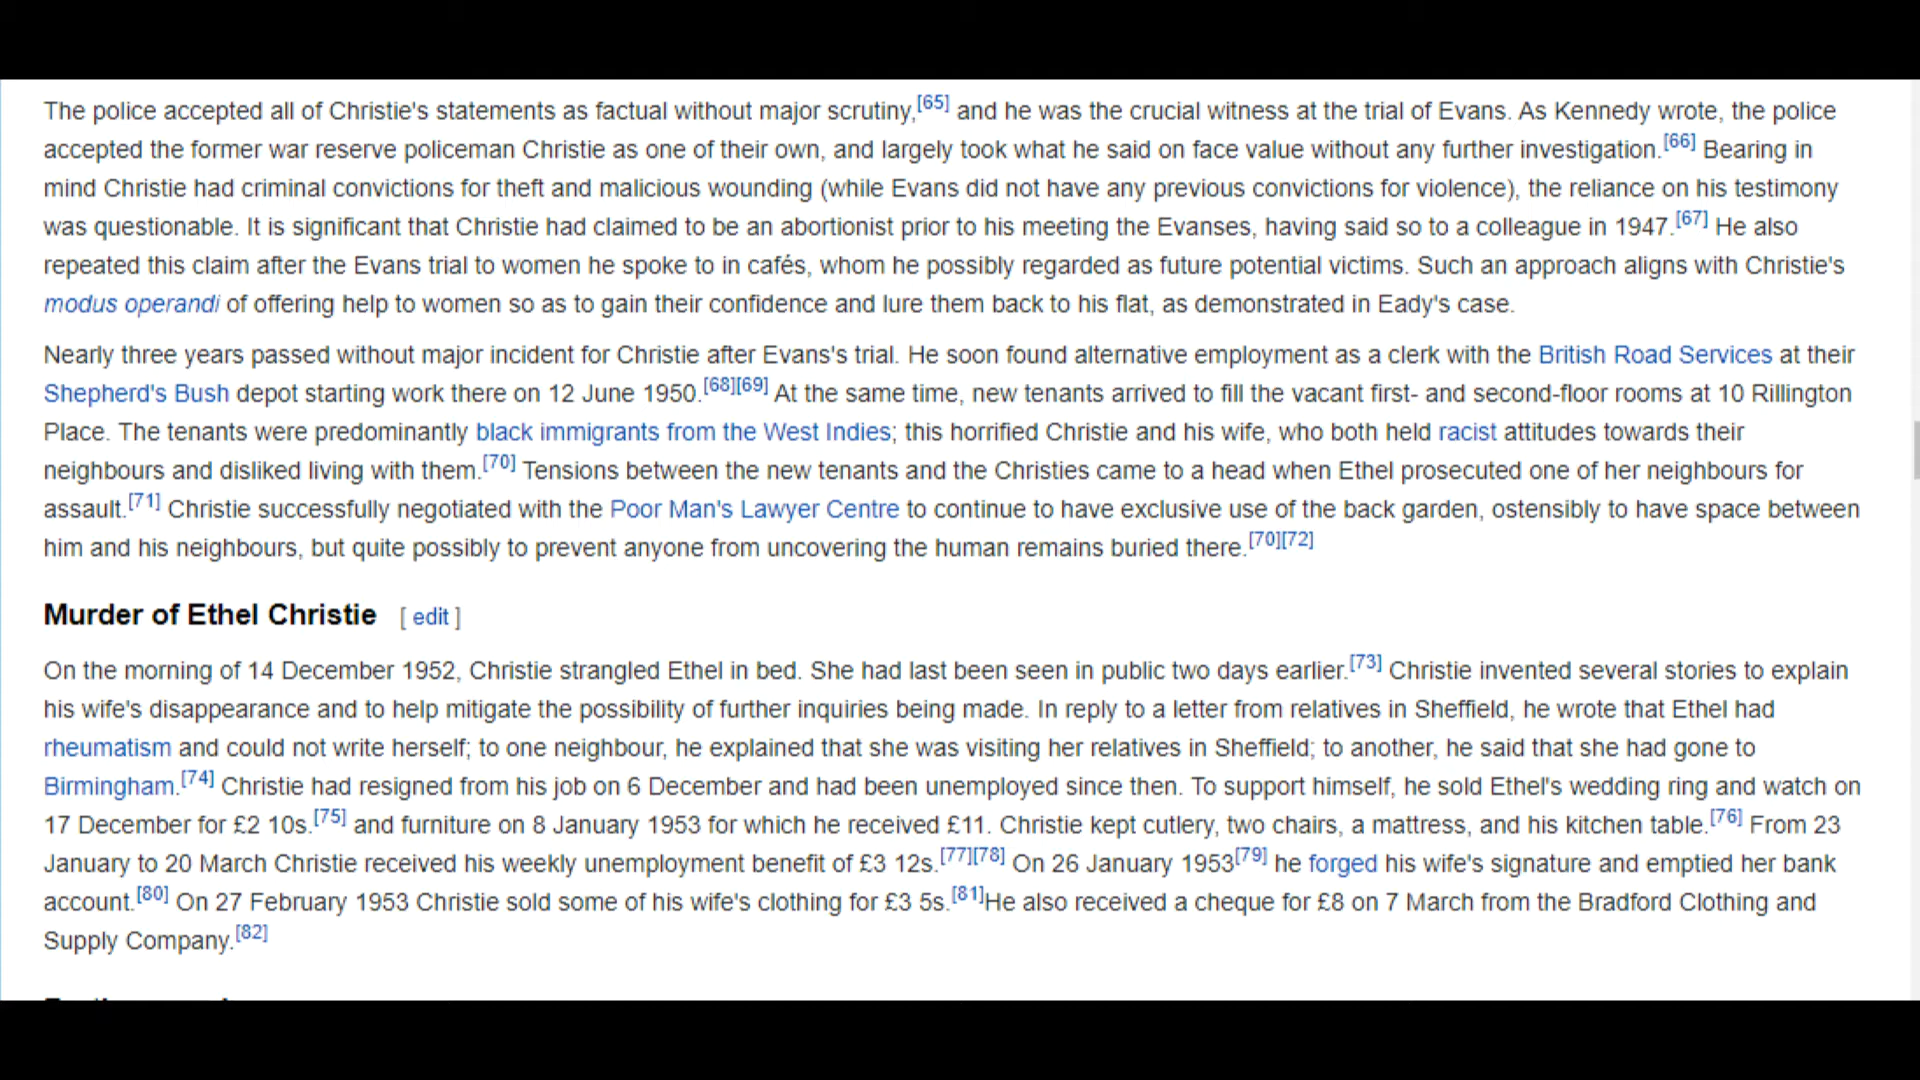 The police accepted all of Christie's statements as factual without major scrutiny,[65] and he was the crucial witness at the trial of Evans. As Kennedy wrote, the police
accepted the former war reserve policeman Christie as one of their own, and largely took what he said on face value without any further investigation.[66] Bearing in
mind Christie had criminal convictions for theft and malicious wounding (while Evans did not have any previous convictions for violence), the reliance on his testimony
was questionable. It is significant that Christie had claimed to be an abortionist prior to his meeting the Evanses, having said so to a colleague in 1947.[67] He also
repeated this claim after the Evans trial to women he spoke to in cafés, whom he possibly regarded as future potential victims. Such an approach aligns with Christie's
modus operandi of offering help to women so as to gain their confidence and lure them back to his flat, as demonstrated in Eady's case.
Nearly three years passed without major incident for Christie after Evans's trial. He soon found alternative employment as a clerk with the British Road Services at their
Shepherd's Bush depot starting work there on 12 June 1950.[68][69] At the same time, new tenants arrived to fill the vacant first- and second-floor rooms at 10 Rillington
Place. The tenants were predominantly black immigrants from the West Indies; this horrified Christie and his wife, who both held racist attitudes towards their
neighbours and disliked living with them.[70] Tensions between the new tenants and the Christies came to a head when Ethel prosecuted one of her neighbours for
assault.[71] Christie successfully negotiated with the Poor Man's Lawyer Centre to continue to have exclusive use of the back garden, ostensibly to have space between
him and his neighbours, but quite possibly to prevent anyone from uncovering the human remains buried there.[70][72]
Murder of Ethel Christie [ edit ]
On the morning of 14 December 1952, Christie strangled Ethel in bed. She had last been seen in public two days earlier.[73] Christie invented several stories to explain
his wife's disappearance and to help mitigate the possibility of further inquiries being made. In reply to a letter from relatives in Sheffield, he wrote that Ethel had
rheumatism and could not write herself; to one neighbour, he explained that she was visiting her relatives in Sheffield; to another, he said that she had gone to
Birmingham.[74] Christie had resigned from his job on 6 December and had been unemployed since then. To support himself, he sold Ethel's wedding ring and watch on
17 December for £2 10s.[75] and furniture on 8 January 1953 for which he received £11. Christie kept cutlery, two chairs, a mattress, and his kitchen table.[76] From 23
January to 20 March Christie received his weekly unemployment benefit of £3 12s.[77][78] On 26 January 1953[79] he forged his wife's signature and emptied her bank
account.[80] On 27 February 1953 Christie sold some of his wife's clothing for £3 5s.[81]He also received a cheque for £8 on 7 March from the Bradford Clothing and
Supply Company.[82]